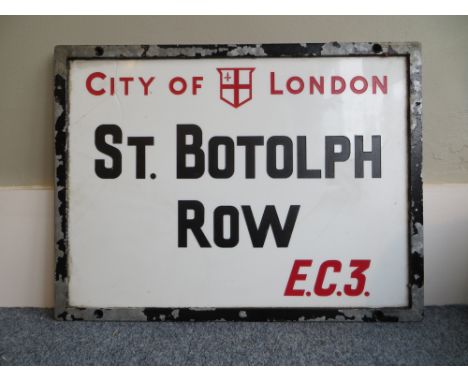 CITY OF LONDON
ST. BOTOLPH
ROW
E.C.3.